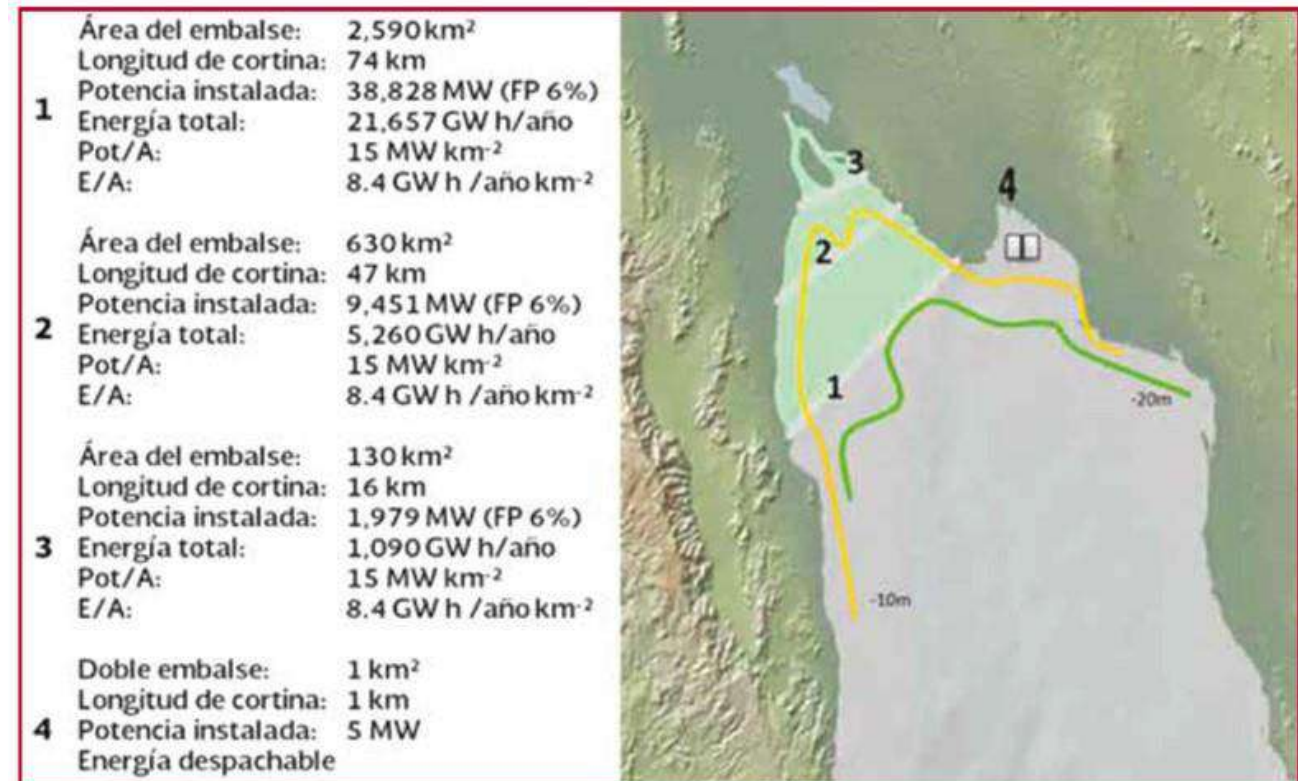 Área del embalse: 2,590 km²
Longitud de cortina: 74 km
Potencia instalada: 38,828 MW (FP 6%)
1
Energía total: 21,657 GW h/año
Pot/A: 15 MW km-²
E/A: 8.4 GW h /año km-²
Área del embalse: 630 km²
Longitud de cortina: 47 km
Potencia instalada: 9,451 MW (FP 6%)
2 Energía total: 5,260 GW h/año
Pot/A: 15 MW km-²
E/A: 8.4 GW h /año km-²
Área del embalse: 130 km²
Longitud de cortina: 16 km
Potencia instalada: 1,979 MW (FP 6%)
3 Energía total: 1,090 GW h/año
Pot/A: 15 MW km-²
E/A: 8.4 GW h /año km-²
Doble embalse: 1 km²
Longitud de cortina: 1 km
4 Potencia instalada: 5 MW
Energía despachable
3
4
2
1
-20m
-10m